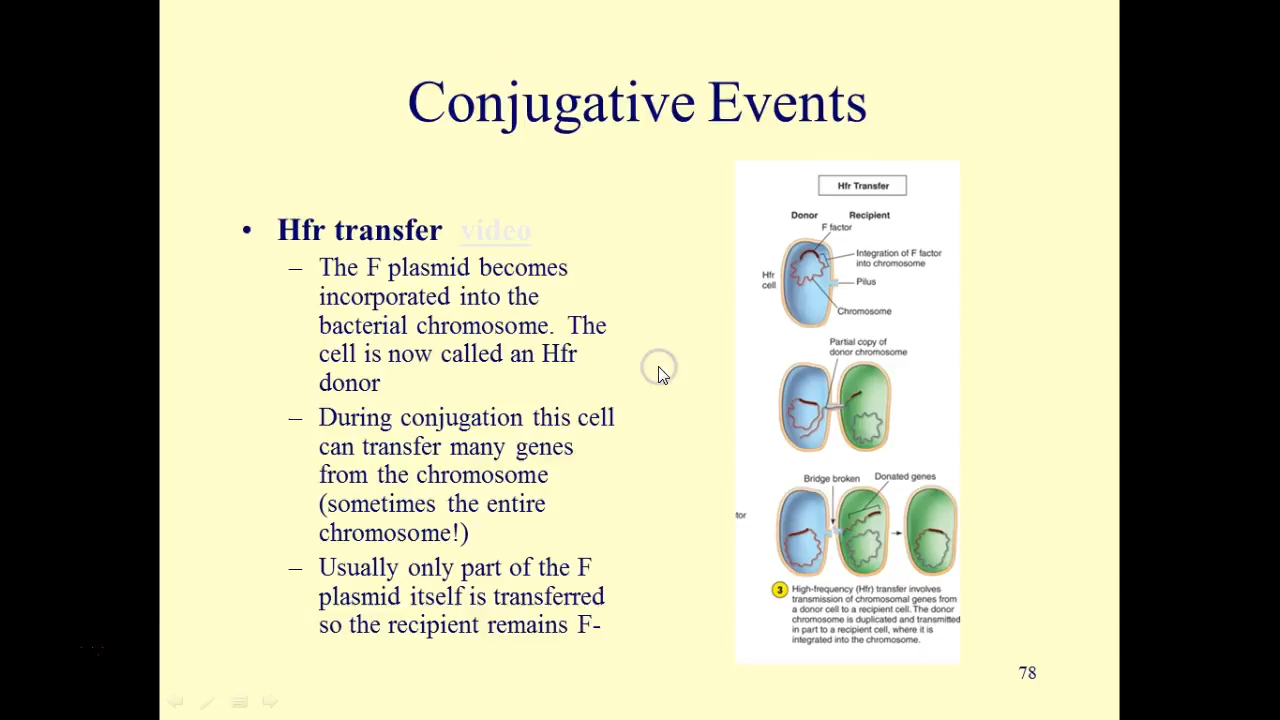 Conjugative Events
• Hfr transfer video
– The F plasmid becomes
incorporated into the
bacterial chromosome. The
cell is now called an Hfr
donor
– During conjugation this cell
can transfer many genes
from the chromosome
(sometimes the entire
chromosome!)
– Usually only part of the F
plasmid itself is transferred
so the recipient remains F-
Hfr Transfer
Donor Recipient
F factor
Integration of F factor
into chromosome
Hfr
cell
Pilus
Chromosome
Partial copy of
donor chromosome
Bridge broken Donated genes
tor
3 High-frequency (Hfr) transfer involves
transmission of chromosomal genes from
a donor cell to a recipient cell. The donor
chromosome is duplicated and transmitted
in part to a recipient cell, where it is
integrated into the chromosome.
78